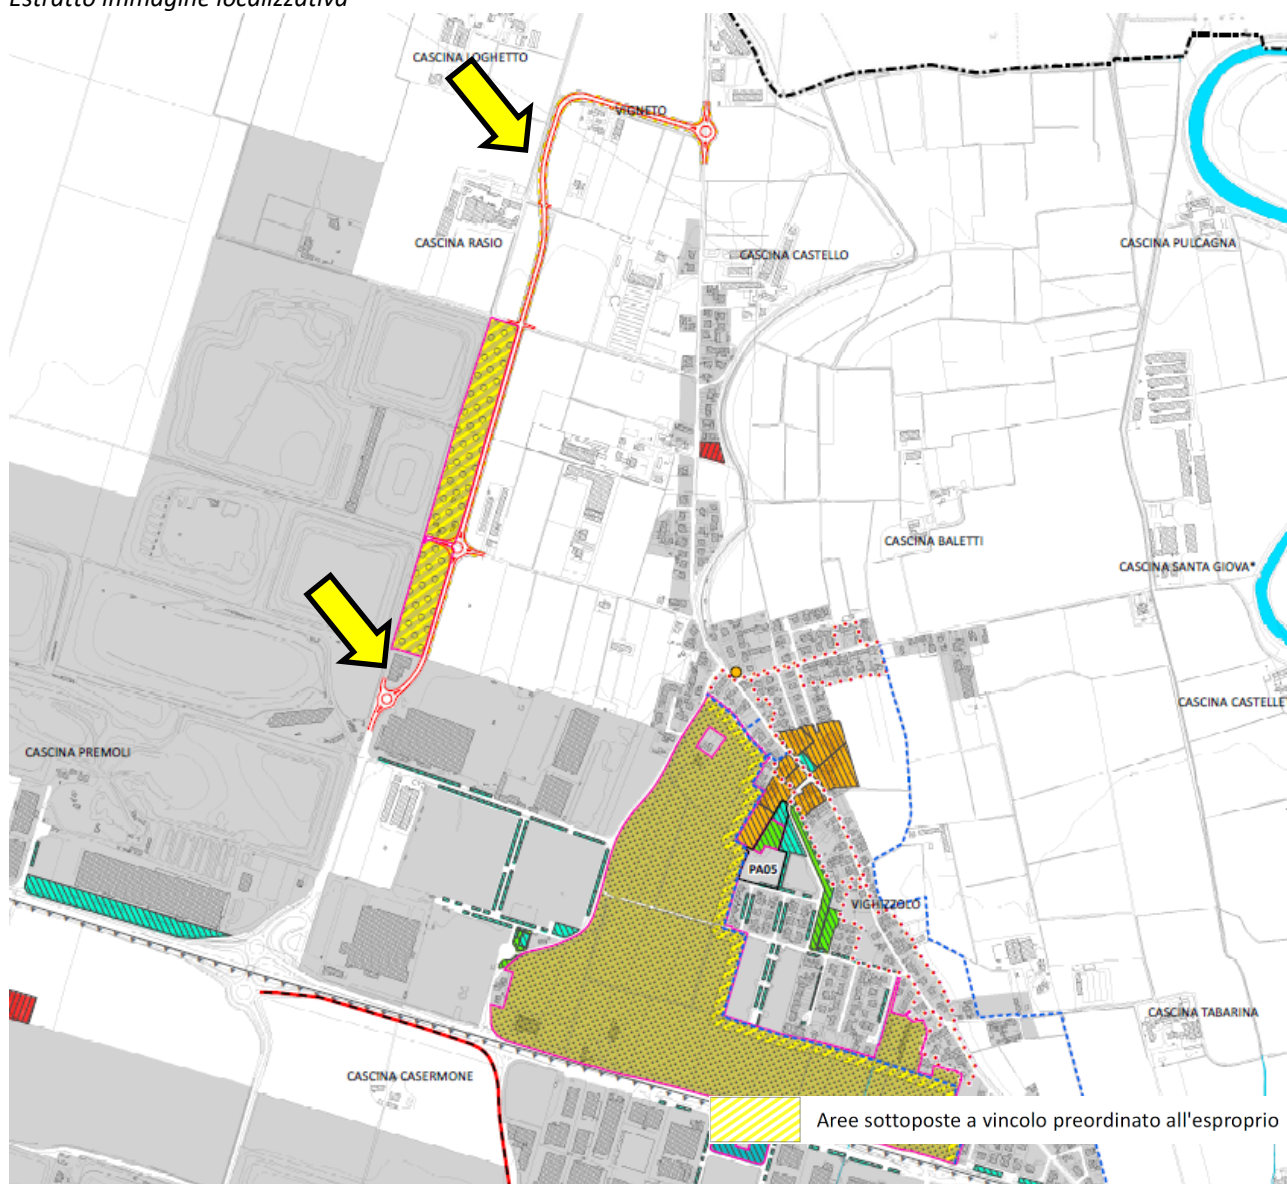 Estratto immagine localizzativa
CASCINA LOGHETTO
VIGNETO
CASCINA RASIO
CASCINA CASTELLO
CASCINA PULCAGNA
CASCINA BALETTI
CASCINA SANTA GIOVA*
CASCINA CASTELLE
CASCINA PREMOLI
PA05
VIGHIZZOLO
CASCINA TABARINA
CASCINA CASERMONE
Aree sottoposte a vincolo preordinato all'esproprio